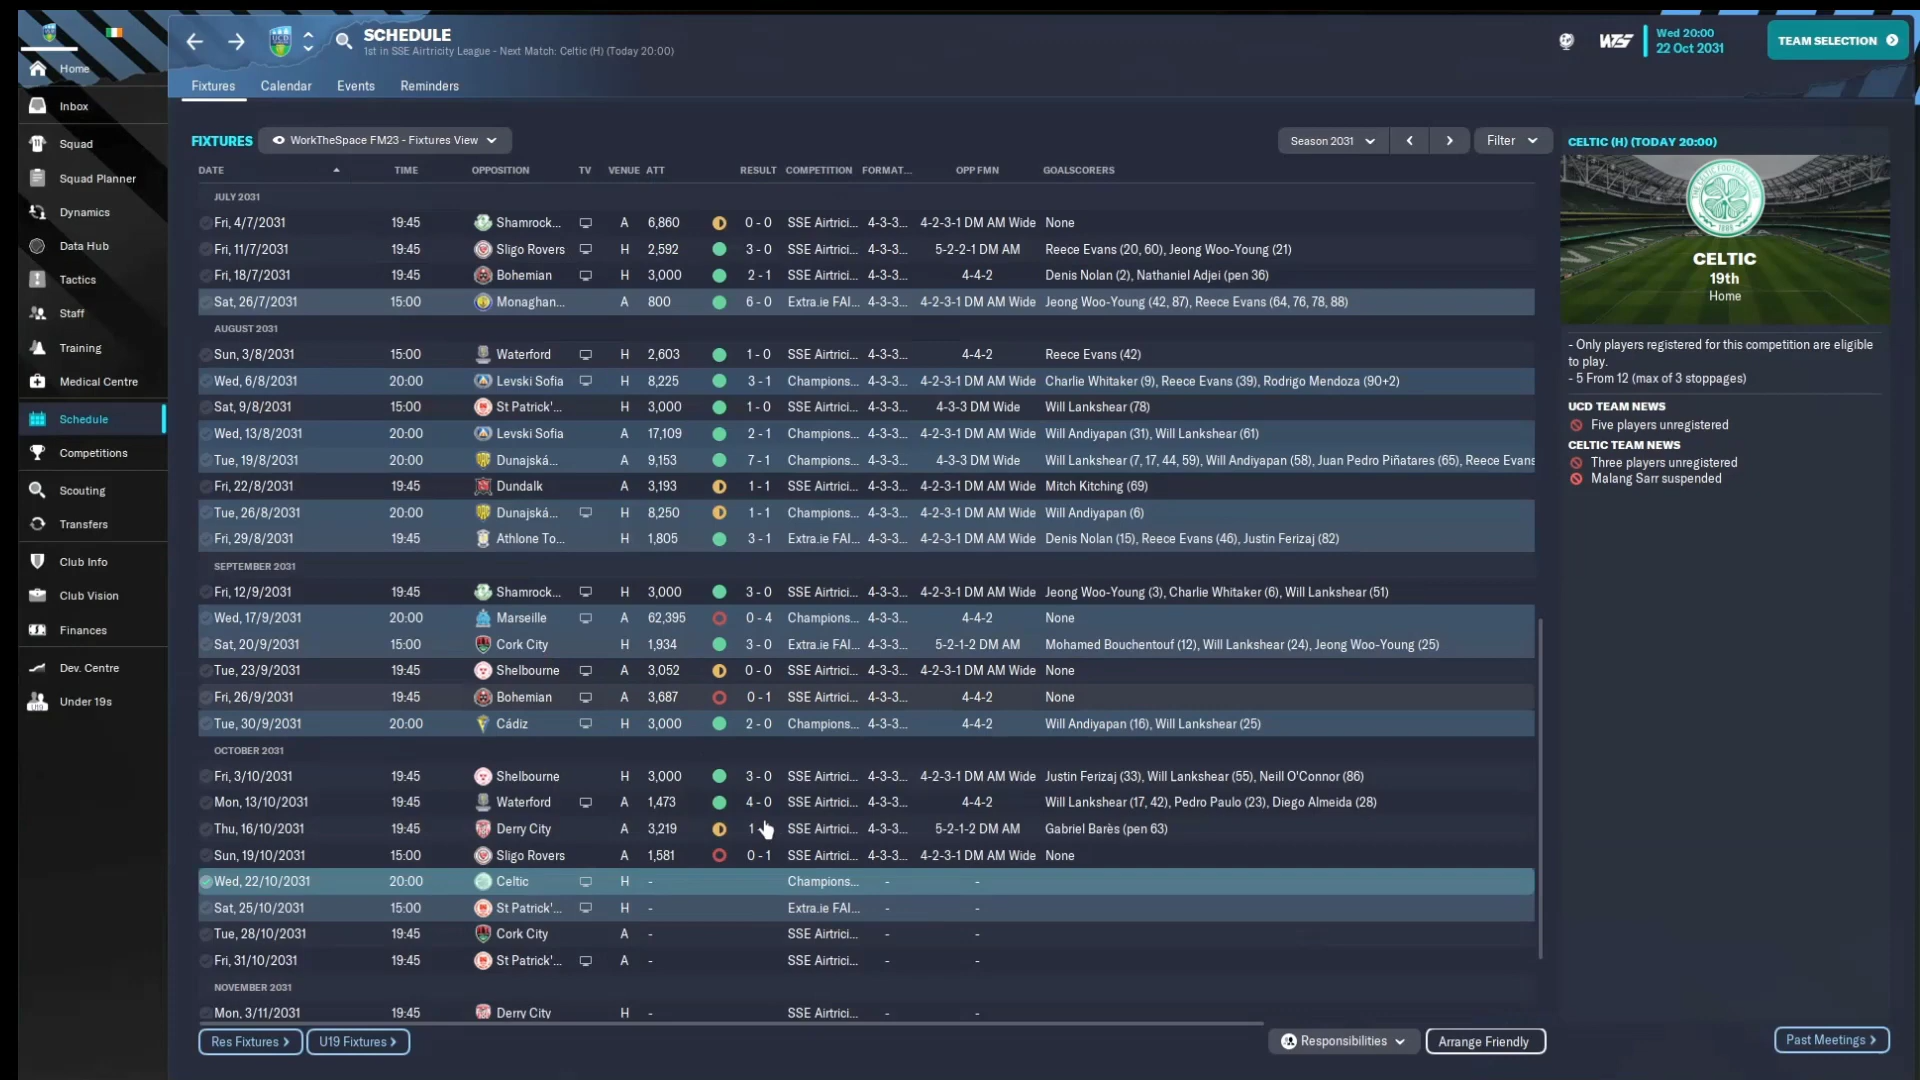 SCHEDULE
1st in SSE Airtricity League - Next Match: Celtic (H) (Today 20:00)
WTS
Wed 20:00
22 Oct 2031
TEAM SELECTION
Fixtures Calendar Events Reminders
Home
Inbox
Squad
Squad Planner
Dynamics
Data Hub
Tactics
Staff
Training
Medical Centre
Schedule
Competitions
Scouting
Transfers
Club Info
Club Vision
Finances
Dev. Centre
Under 19s
FIXTURES WorkTheSpace FM23 - Fixtures View Season 2031 Filter
DATE TIME OPPOSITION TV VENUE ATT RESULT COMPETITION FORMAT... OPP FMN GOALSCORERS
JULY 2031
Fri, 4/7/2031 19:45 Shamrock... A 6,860 0 - 0 SSE Airtrici... 4-3-3... 4-2-3-1 DM AM Wide None
Fri, 11/7/2031 19:45 Sligo Rovers H 2,592 3 - 0 SSE Airtrici... 4-3-3... 5-2-2-1 DM AM Reece Evans (20, 60), Jeong Woo-Young (21)
Fri, 18/7/2031 19:45 Bohemian H 3,000 2 - 1 SSE Airtrici... 4-3-3... 4-4-2 Denis Nolan (2), Nathaniel Adjei (pen 36)
Sat, 26/7/2031 15:00 Monaghan... A 800 6 - 0 Extra.ie FAI... 4-3-3... 4-2-3-1 DM AM Wide Jeong Woo-Young (42, 87), Reece Evans (64, 76, 78, 88)
AUGUST 2031
Sun, 3/8/2031 15:00 Waterford H 2,603 1 - 0 SSE Airtrici... 4-3-3... 4-4-2 Reece Evans (42)
Wed, 6/8/2031 20:00 Levski Sofia H 8,225 3 - 1 Champions... 4-3-3... 4-2-3-1 DM AM Wide Charlie Whitaker (9), Reece Evans (39), Rodrigo Mendoza (90+2)
Sat, 9/8/2031 15:00 St Patrick'... H 3,000 1 - 0 SSE Airtrici... 4-3-3... 4-3-3 DM Wide Will Lankshear (78)
Wed, 13/8/2031 20:00 Levski Sofia A 17,109 2 - 1 Champions... 4-3-3... 4-2-3-1 DM AM Wide Will Andiyapan (31), Will Lankshear (61)
Tue, 19/8/2031 20:00 Dunajská... A 9,153 7 - 1 Champions... 4-3-3... 4-3-3 DM Wide Will Lankshear (7, 17, 44, 59), Will Andiyapan (58), Juan Pedro Piñatares (65), Reece Evans
Fri, 22/8/2031 19:45 Dundalk A 3,193 1 - 1 SSE Airtrici... 4-3-3... 4-2-3-1 DM AM Wide Mitch Kitching (69)
Tue, 26/8/2031 20:00 Dunajská... H 8,250 1 - 1 Champions... 4-3-3... 4-2-3-1 DM AM Wide Will Andiyapan (6)
Fri, 29/8/2031 19:45 Athlone To... H 1,805 3 - 1 Extra.ie FAI... 4-3-3... 4-2-3-1 DM AM Wide Denis Nolan (15), Reece Evans (46), Justin Ferizaj (82)
SEPTEMBER 2031
Fri, 12/9/2031 19:45 Shamrock... H 3,000 3 - 0 SSE Airtrici... 4-3-3... 4-2-3-1 DM AM Wide Jeong Woo-Young (3), Charlie Whitaker (6), Will Lankshear (51)
Wed, 17/9/2031 20:00 Marseille A 62,395 0 - 4 Champions... 4-3-3... 4-4-2 None
Sat, 20/9/2031 15:00 Cork City H 1,934 3 - 0 Extra.ie FAI... 4-3-3... 5-2-1-2 DM AM Mohamed Bouchentouf (12), Will Lankshear (24), Jeong Woo-Young (25)
Tue, 23/9/2031 19:45 Shelbourne A 3,052 0 - 0 SSE Airtrici... 4-3-3... 4-2-3-1 DM AM Wide None
Fri, 26/9/2031 19:45 Bohemian A 3,687 0 - 1 SSE Airtrici... 4-3-3... 4-4-2 None
Tue, 30/9/2031 20:00 Cádiz H 3,000 2 - 0 Champions... 4-3-3... 4-4-2 Will Andiyapan (16), Will Lankshear (25)
OCTOBER 2031
Fri, 3/10/2031 19:45 Shelbourne H 3,000 3 - 0 SSE Airtrici... 4-3-3... 4-2-3-1 DM AM Wide Justin Ferizaj (33), Will Lankshear (55), Neill O'Connor (86)
Mon, 13/10/2031 19:45 Waterford A 1,473 4 - 0 SSE Airtrici... 4-3-3... 4-4-2 Will Lankshear (17, 42), Pedro Paulo (23), Diego Almeida (28)
Thu, 16/10/2031 19:45 Derry City A 3,219 1 SSE Airtrici... 4-3-3... 5-2-1-2 DM AM Gabriel Barès (pen 63)
Sun, 19/10/2031 15:00 Sligo Rovers A 1,581 0 - 1 SSE Airtrici... 4-3-3... 4-2-3-1 DM AM Wide None
Wed, 22/10/2031 20:00 Celtic H - Champions... - -
Sat, 25/10/2031 15:00 St Patrick'... H - Extra.ie FAI... - -
Tue, 28/10/2031 19:45 Cork City A - SSE Airtrici... - -
Fri, 31/10/2031 19:45 St Patrick'... A - SSE Airtrici... - -
NOVEMBER 2031
Mon, 3/11/2031 19:45 Derry City H - SSE Airtrici... - -
Res Fixtures U19 Fixtures Responsibilities Arrange Friendly Past Meetings
CELTIC (H) (TODAY 20:00)
CELTIC
19th
Home
- Only players registered for this competition are eligible
to play.
- 5 From 12 (max of 3 stoppages)
UCD TEAM NEWS
Five players unregistered
CELTIC TEAM NEWS
Three players unregistered
Malang Sarr suspended